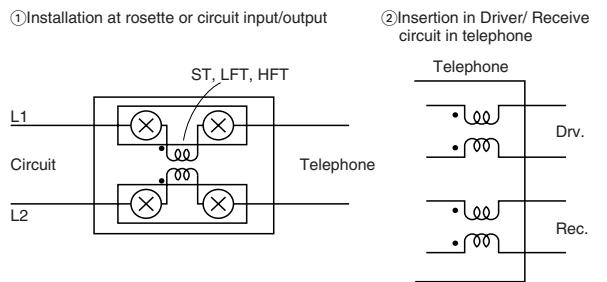 ①Installation at rosette or circuit input/output
ST, LFT, HFT
L1
Circuit
Telephone
L2
②Insertion in Driver/ Receive
circuit in telephone
Telephone
Drv.
Rec.